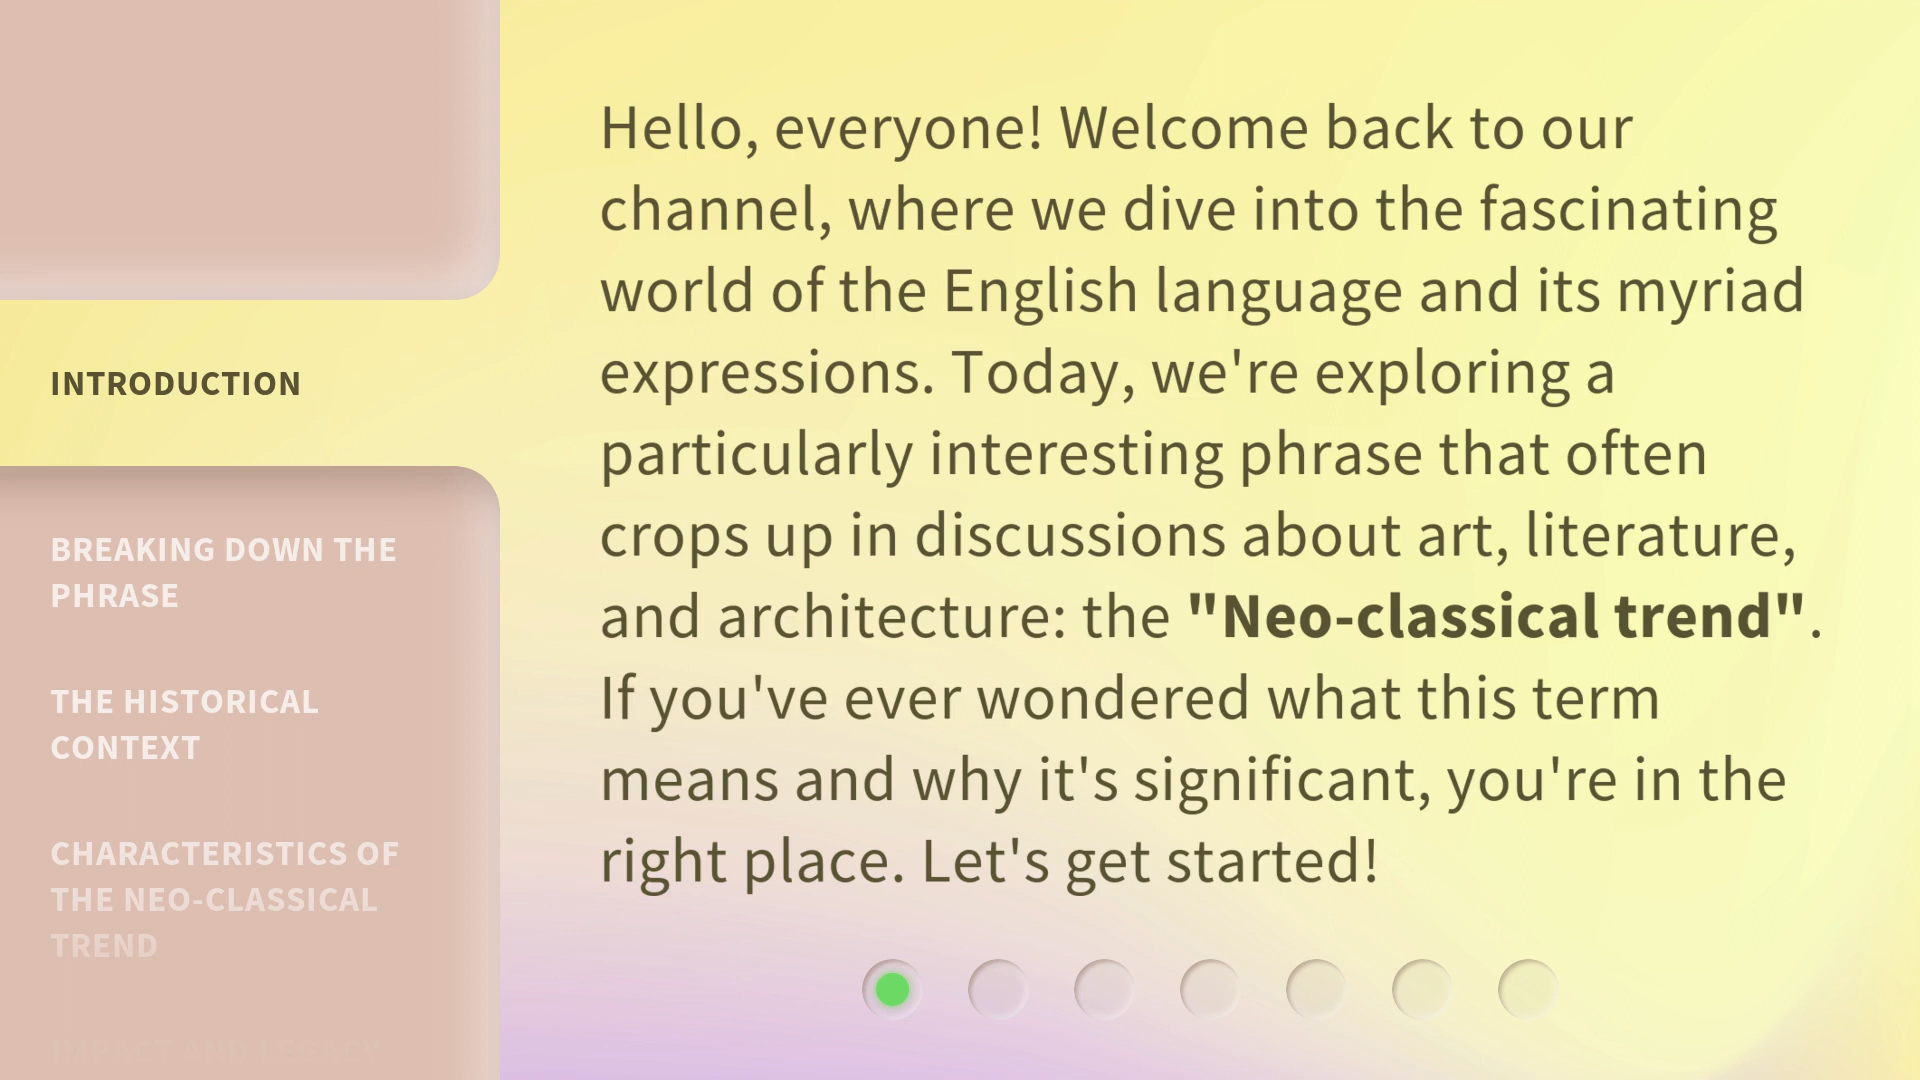 INTRODUCTION
BREAKING DOWN THE
PHRASE
THE HISTORICAL
CONTEXT
CHARACTERISTICS OF
THE NEO-CLASSICAL
TREND
IMPACT AND LEGACY
Hello, everyone! Welcome back to our
channel, where we dive into the fascinating
world of the English language and its myriad
expressions. Today, we're exploring a
particularly interesting phrase that often
crops up in discussions about art, literature,
and architecture: the "Neo-classical trend".
If you've ever wondered what this term
means and why it's significant, you're in the
right place. Let's get started!